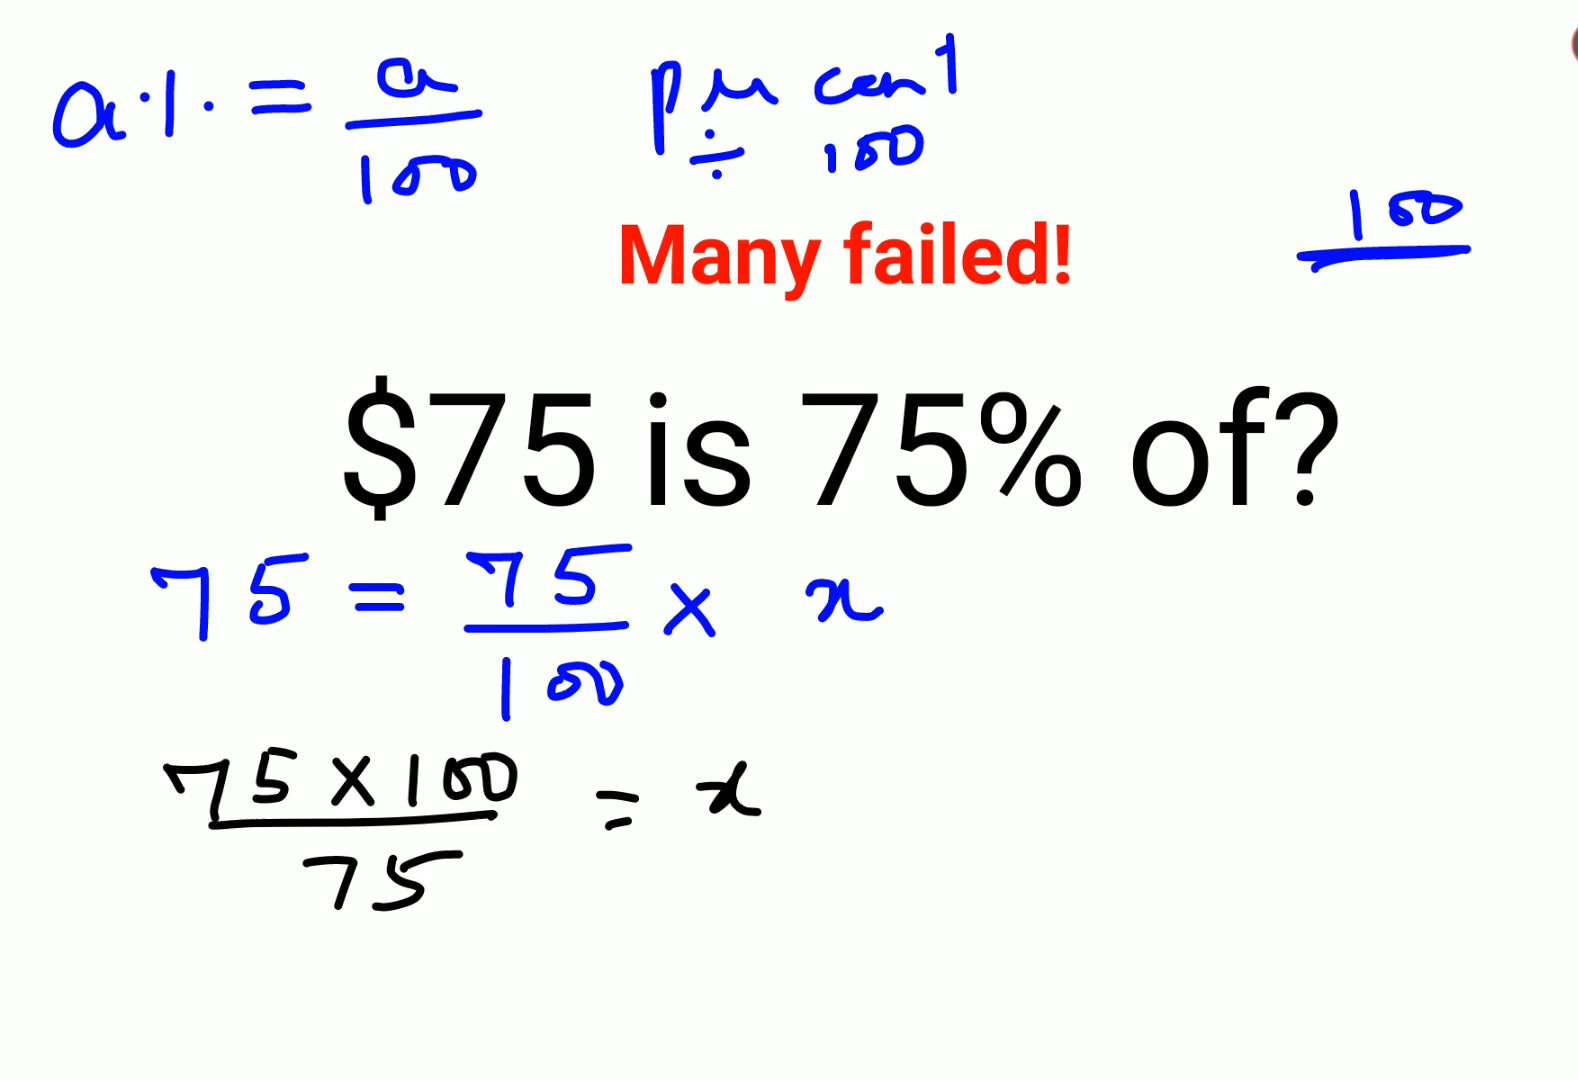 a% = a/100
per cent
÷ 100
100
Many failed!
$75 is 75% of?
75 = 75/100 × x
75 × 100/75 = x